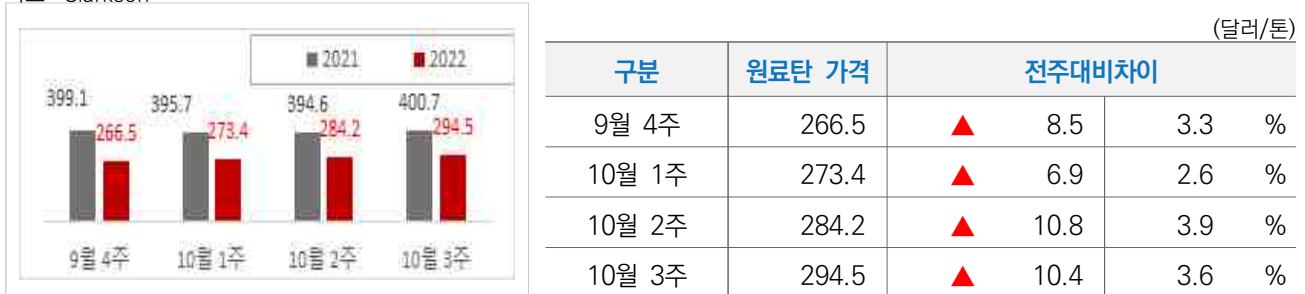 ■ 2021 ■ 2022
399.1 395.7 394.6 400.7
266.5 273.4 284.2 294.5
9월 4주 10월 1주 10월 2주 10월 3주
(달러/톤)
구분 원료탄 가격 전주대비차이
9월 4주 266.5 ▲ 8.5 3.3 %
10월 1주 273.4 ▲ 6.9 2.6 %
10월 2주 284.2 ▲ 10.8 3.9 %
10월 3주 294.5 ▲ 10.4 3.6 %